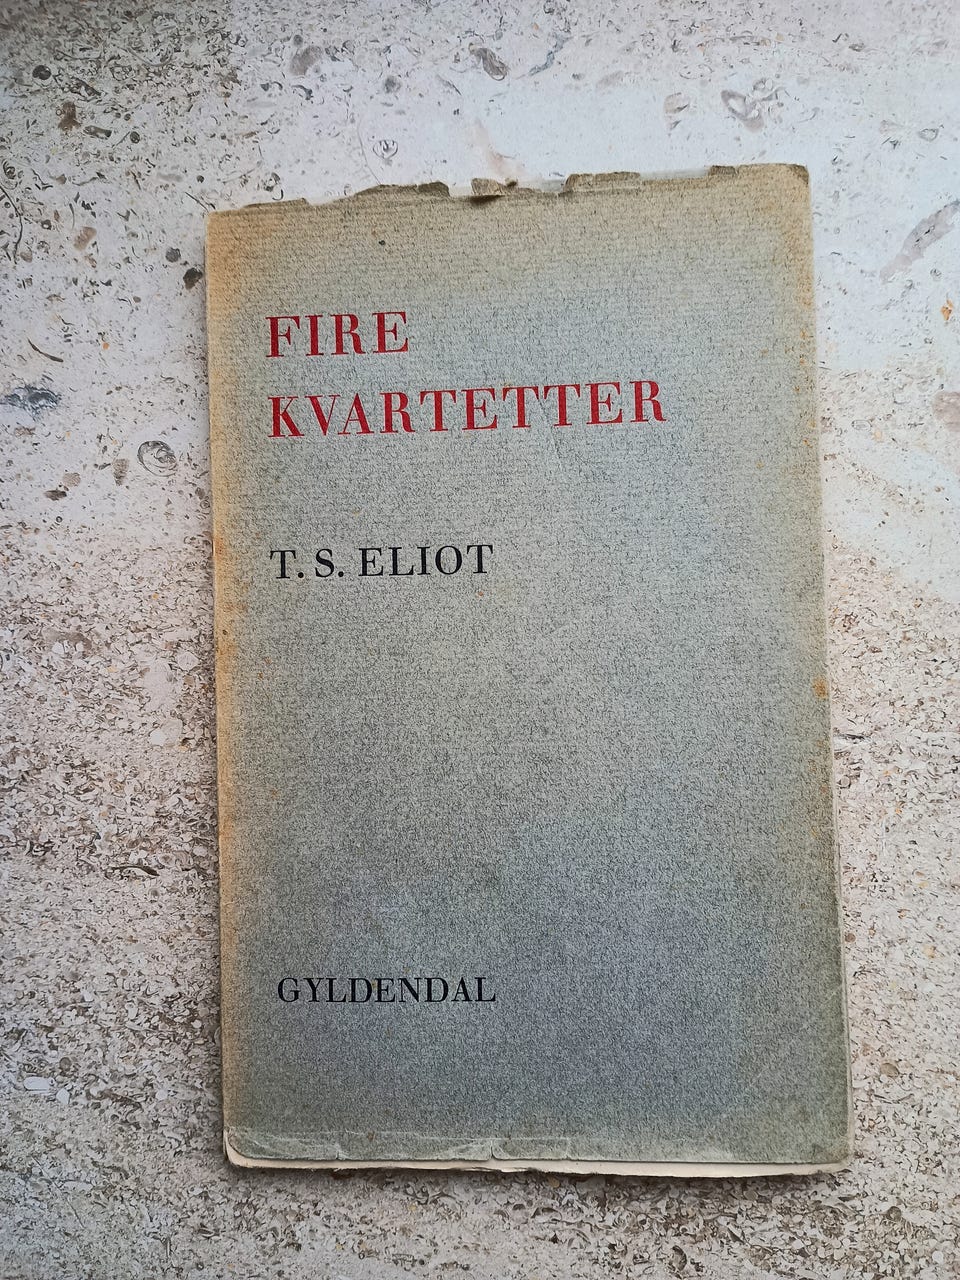 FIRE
KVARTETTER
T. S. ELIOT
GYLDENDAL